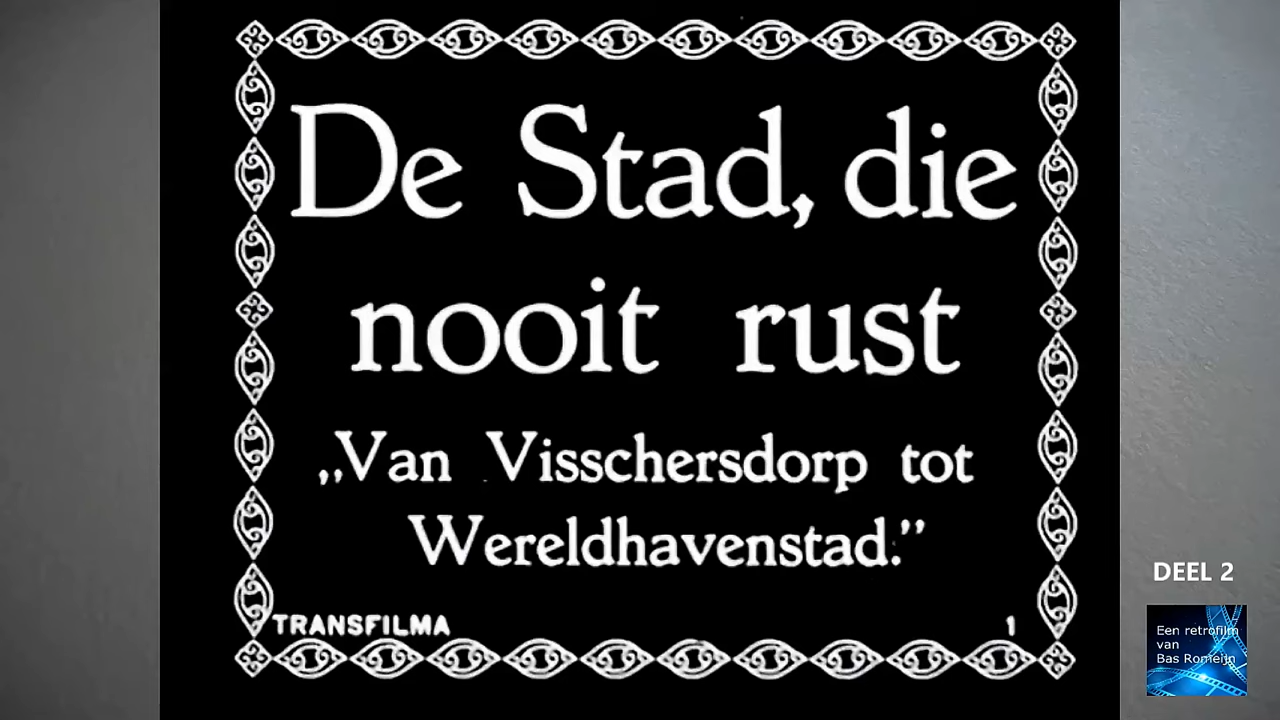 De Stad, die
nooit rust
„Van Visschersdorp tot
Wereldhavenstad.”
TRANSFILMA 1
DEEL 2
Een retrofilm
van
Bas Romeijn